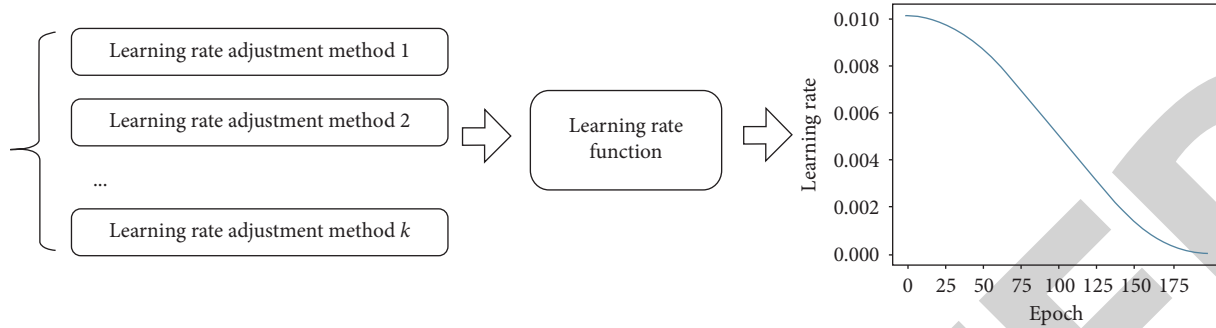 Learning rate adjustment method 1
Learning rate adjustment method 2
...
Learning rate adjustment method k
Learning rate
function
Learning rate
0.010
0.008
0.006
0.004
0.002
0.000
0 25 50 75 100 125 150 175
Epoch